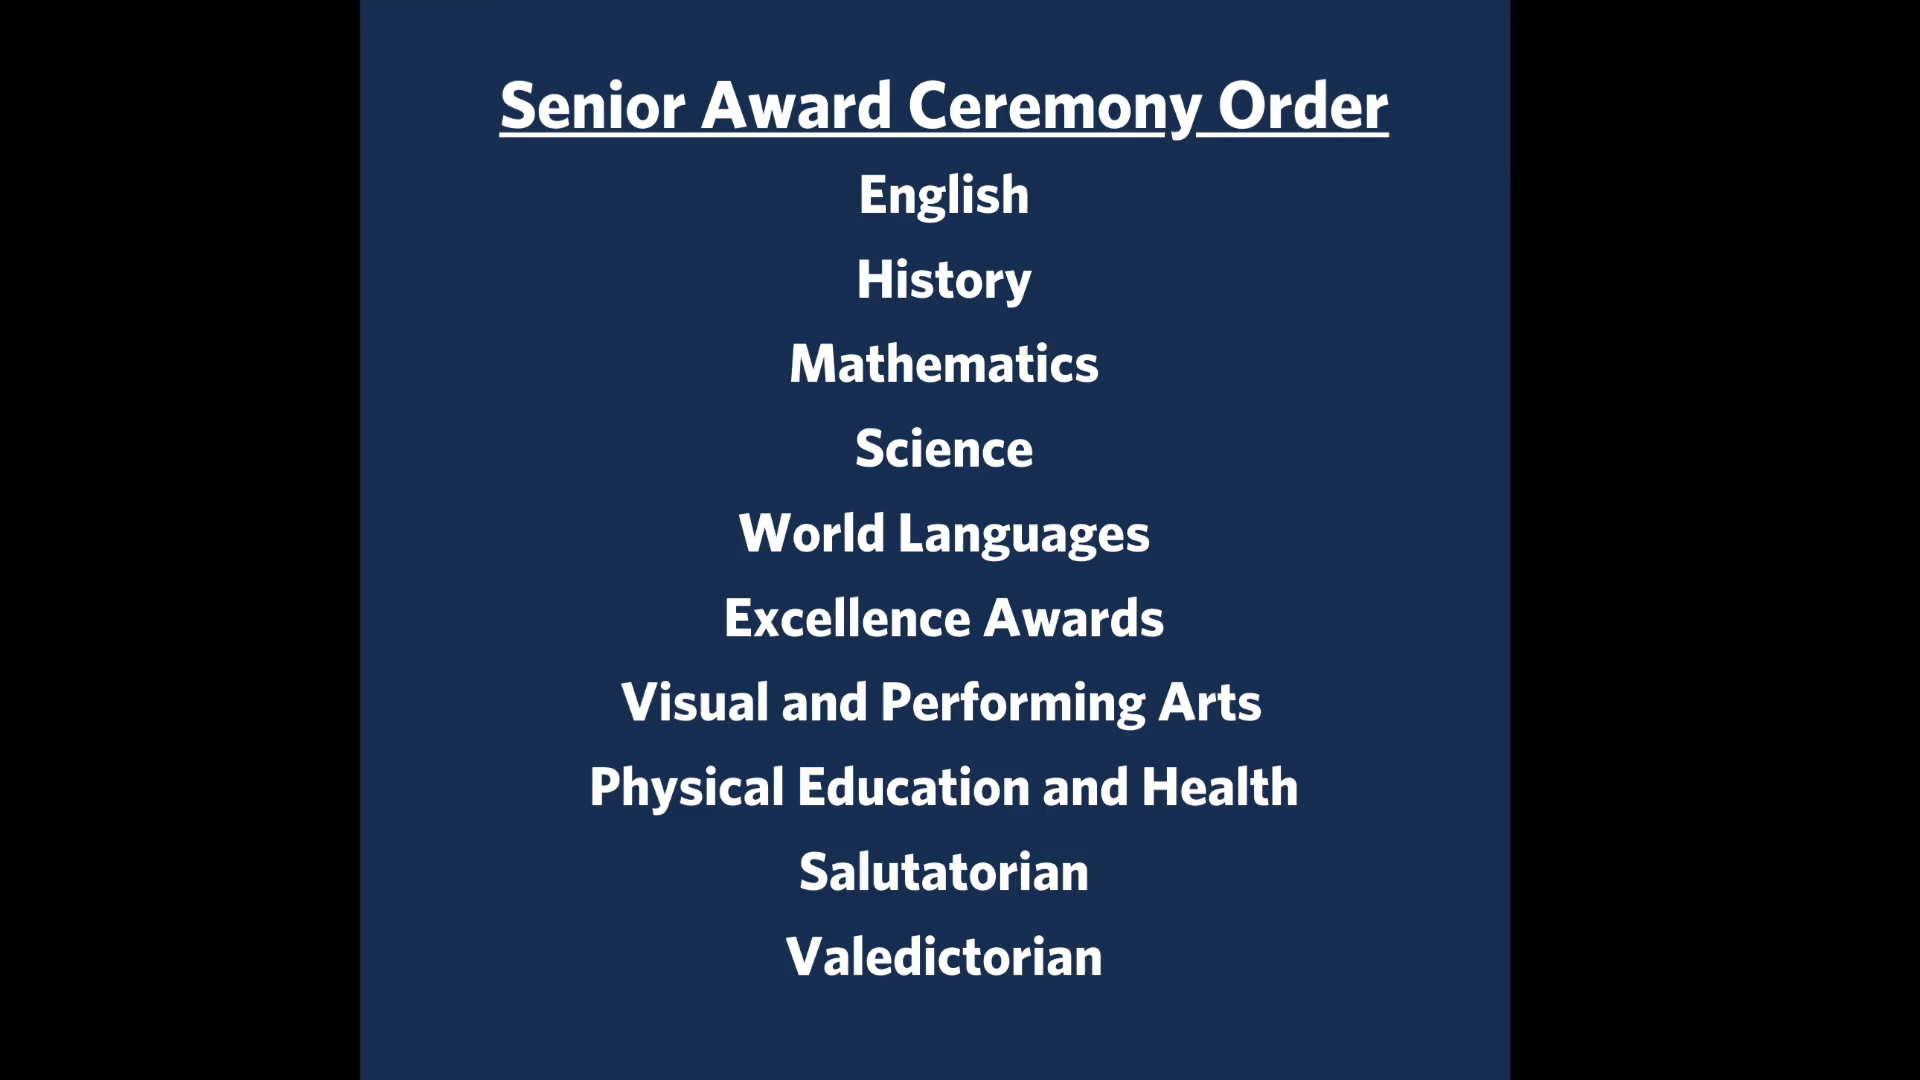 Senior Award Ceremony Order
English
History
Mathematics
Science
World Languages
Excellence Awards
Visual and Performing Arts
Physical Education and Health
Salutatorian
Valedictorian